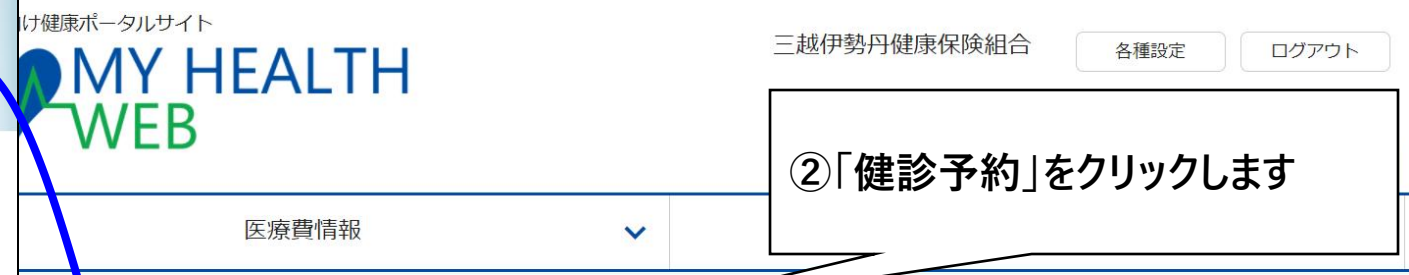 け健康ポータルサイト
MY HEALTH
WEB
三越伊勢丹健康保険組合
各種設定
ログアウト
②「健診予約」をクリックします
医療費情報